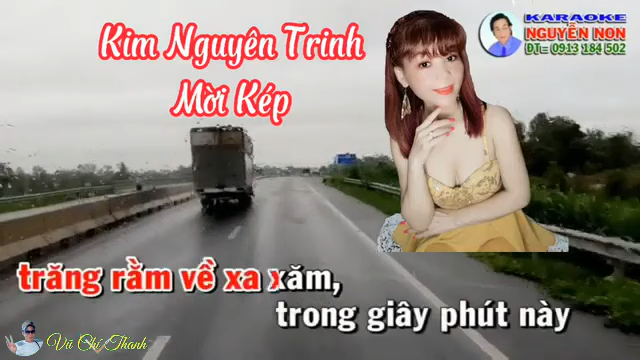 Kim Nguyên Trinh
Mời Kép
KARAOKE
NGUYỄN NON
ĐT= 0913 184 502
trăng rằm về xa xăm,
trong giây phút này
Vũ Chí Thanh